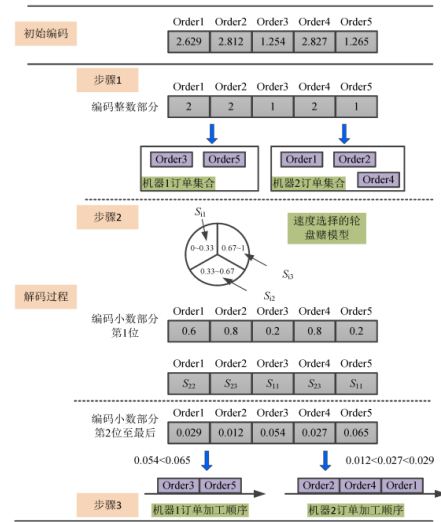 Order1 Order2 Order3 Order4 Order5
初始编码
2.629 2.812 1.254 2.827 1.265
步骤1
Order1 Order2 Order3 Order4 Order5
编码整数部分
2 2 1 2 1
Order3 Order5
Order1 Order2
Order4
机器1订单集合
机器2订单集合
步骤2
S_i1
速度选择的轮
盘赌模型
0~0.33 0.67~1
0.33~0.67
S_i3
S_i2
解码过程
Order1 Order2 Order3 Order4 Order5
编码小数部分
第1位
0.6 0.8 0.2 0.8 0.2
Order1 Order2 Order3 Order4 Order5
S_22 S_23 S_11 S_23 S_11
Order1 Order2 Order3 Order4 Order5
编码小数部分
第2位至最后
0.029 0.012 0.054 0.027 0.065
0.054<0.065
0.012<0.027<0.029
Order3 Order5
Order2 Order4 Order1
步骤3
机器1订单加工顺序
机器2订单加工顺序